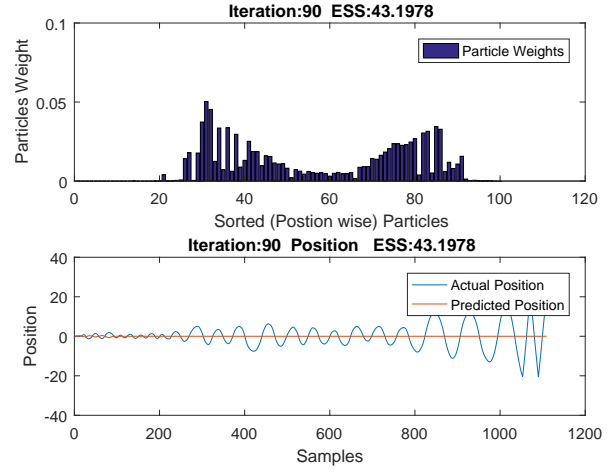 Iteration:90 ESS:43.1978
0.1
0.05
0
Particles Weight
Particle Weights
0 20 40 60 80 100 120
Sorted (Postion wise) Particles
Iteration:90 Position ESS:43.1978
40
20
0
-20
-40
Position
Actual Position
Predicted Position
0 200 400 600 800 1000 1200
Samples